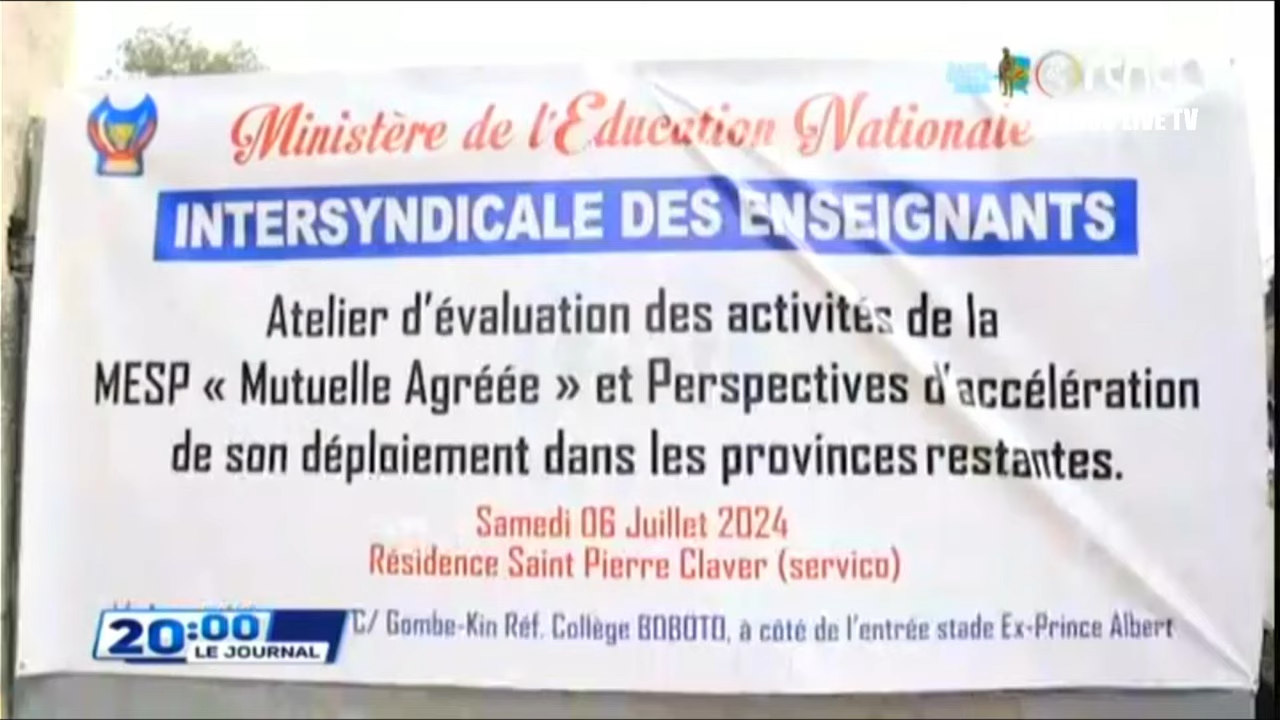 LIVE TV
Ministère de l'Education Nationale
INTERSYNDICALE DES ENSEIGNANTS
Atelier d'évaluation des activités de la
MESP « Mutuelle Agréée » et Perspectives d'accélération
de son déploiement dans les provinces restantes.
Samedi 06 Juillet 2024
Résidence Saint Pierre Claver (servico)
C/ Gombe-Kin Réf. Collège BOBOTO, à côté de l'entrée stade Ex-Prince Albert
20:00
LE JOURNAL